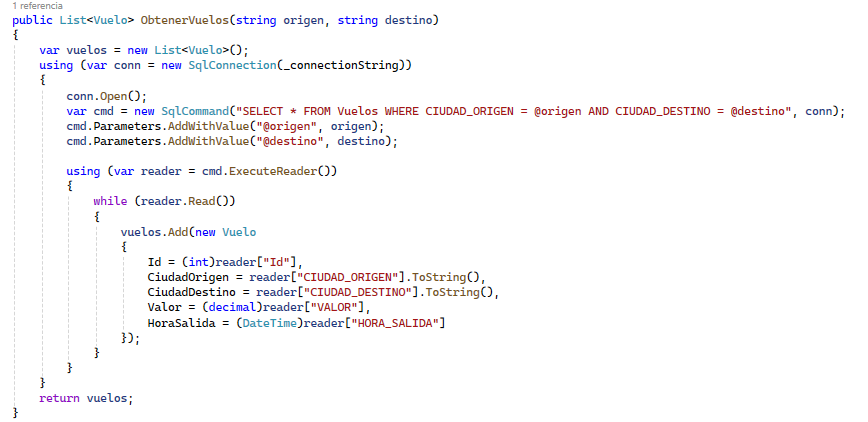 1 referencia
public List<Vuelo> ObtenerVuelos(string origen, string destino)
{
    var vuelos = new List<Vuelo>();
    using (var conn = new SqlConnection(_connectionString))
    {
        conn.Open();
        var cmd = new SqlCommand("SELECT * FROM Vuelos WHERE CIUDAD_ORIGEN = @origen AND CIUDAD_DESTINO = @destino", conn);
        cmd.Parameters.AddWithValue("@origen", origen);
        cmd.Parameters.AddWithValue("@destino", destino);

        using (var reader = cmd.ExecuteReader())
        {
            while (reader.Read())
            {
                vuelos.Add(new Vuelo
                {
                    Id = (int)reader["Id"],
                    CiudadOrigen = reader["CIUDAD_ORIGEN"].ToString(),
                    CiudadDestino = reader["CIUDAD_DESTINO"].ToString(),
                    Valor = (decimal)reader["VALOR"],
                    HoraSalida = (DateTime)reader["HORA_SALIDA"]
                });
            }
        }
    }
    return vuelos;
}